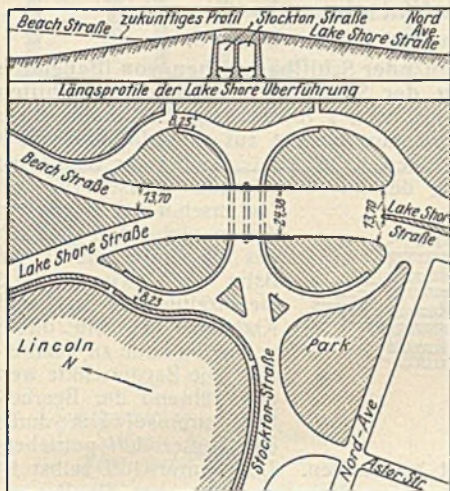 Beach Straße
zukünftiges Profil
Stockton Straße
Nord Ave.
Lake Shore Straße
Längsprofile der Lake Shore Überführung
8,23
Beach Straße
13,70
24,38
13,70
Lake Shore
Straße
Lake Shore Straße
8,23
Lincoln
N
Park
Stockton-Straße
Nord-Ave
Astor Str.